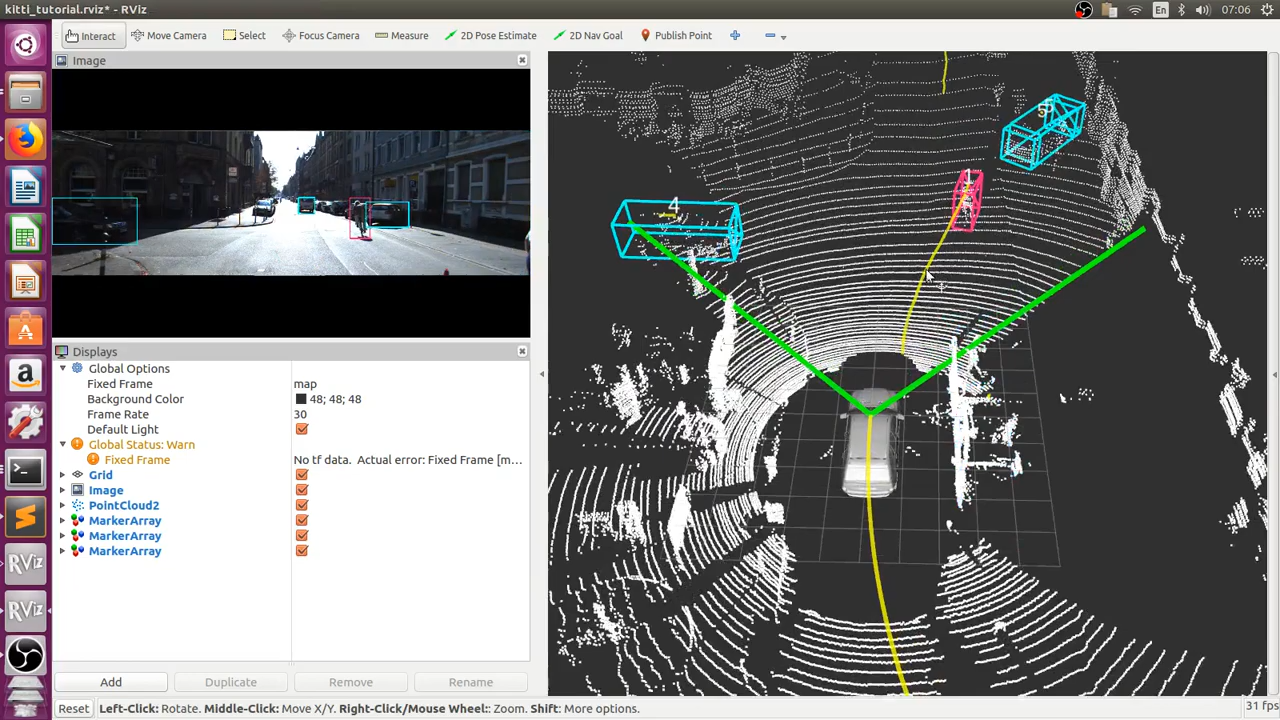 kitti_tutorial.rviz* - RViz
En
07:06
Interact
Move Camera
Select
Focus Camera
Measure
2D Pose Estimate
2D Nav Goal
Publish Point
Image
Displays
Global Options
Fixed Frame
map
Background Color
48; 48; 48
Frame Rate
30
Default Light
Global Status: Warn
Fixed Frame
No tf data.  Actual error: Fixed Frame [m...
Grid
Image
PointCloud2
MarkerArray
MarkerArray
MarkerArray
Add
Duplicate
Remove
Rename
4
1
RViz
RViz
Reset
Left-Click: Rotate. Middle-Click: Move X/Y. Right-Click/Mouse Wheel:: Zoom. Shift: More options.
31 fps